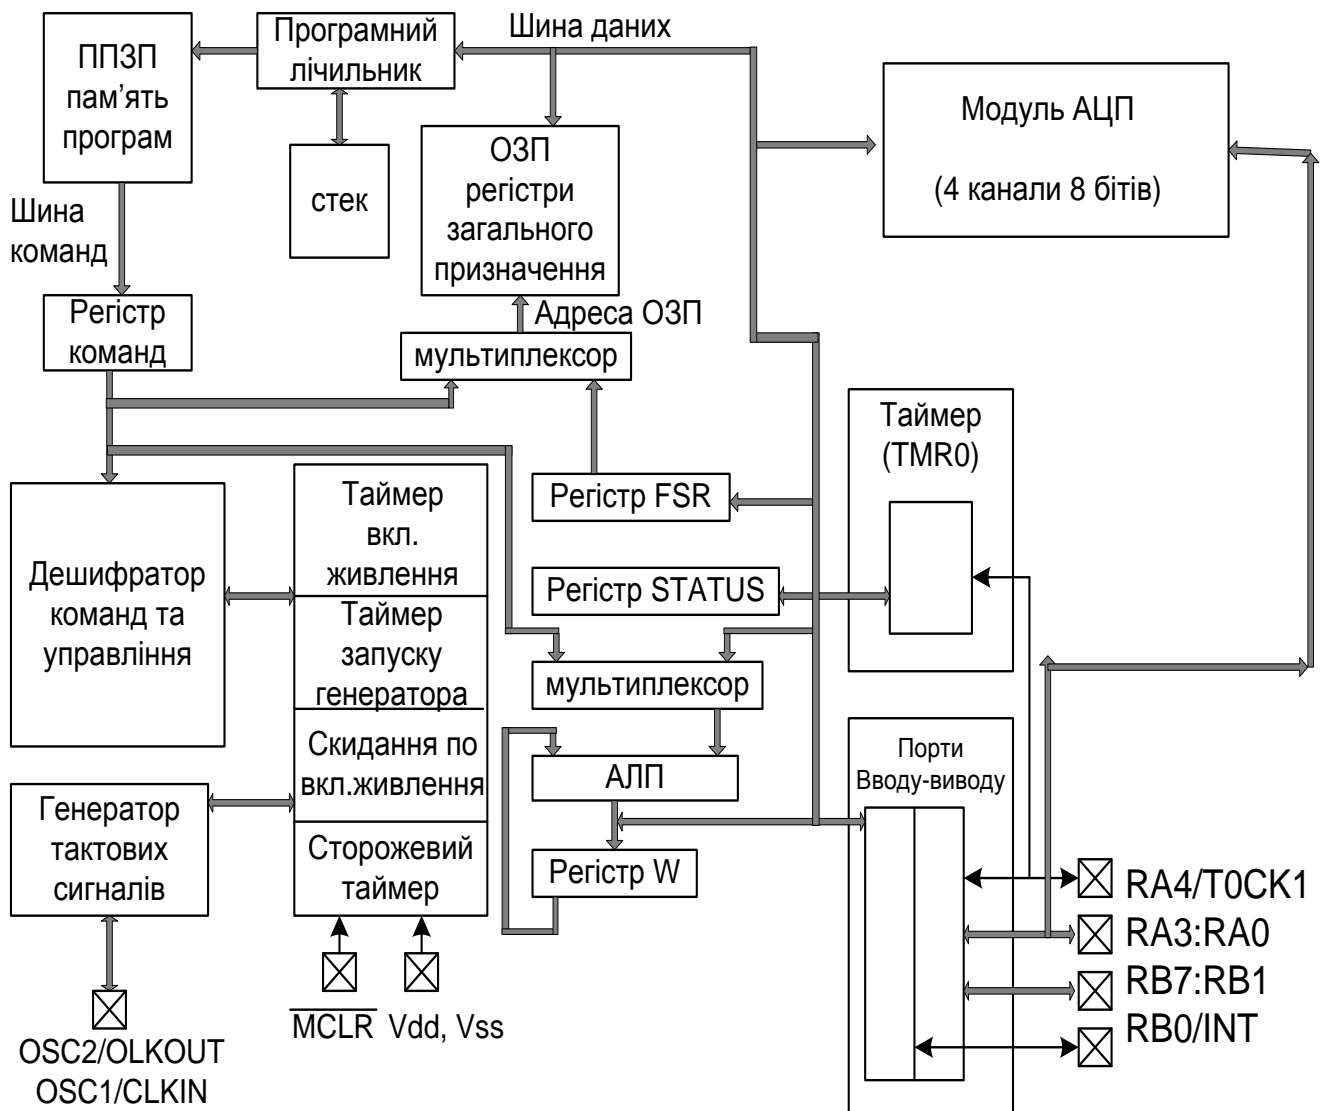 ППЗП
пам’ять
програм
Програмний
лічильник
Шина даних
Модуль АЦП
(4 канали 8 бітів)
стек
ОЗП
регістри
загального
призначення
Шина
команд
Адреса ОЗП
Регістр
команд
мультиплексор
Таймер
(TMR0)
Регістр FSR
Регістр STATUS
мультиплексор
Дешифратор
команд та
управління
Таймер
вкл.
живлення
Таймер
запуску
генератора
Скидання по
вкл.живлення
Сторожевий
таймер
АЛП
Регістр W
Порти
Вводу-виводу
Генератор
тактових
сигналів
RA4/T0CK1
RA3:RA0
RB7:RB1
RB0/INT
MCLR
Vdd, Vss
OSC2/OLKOUT
OSC1/CLKIN